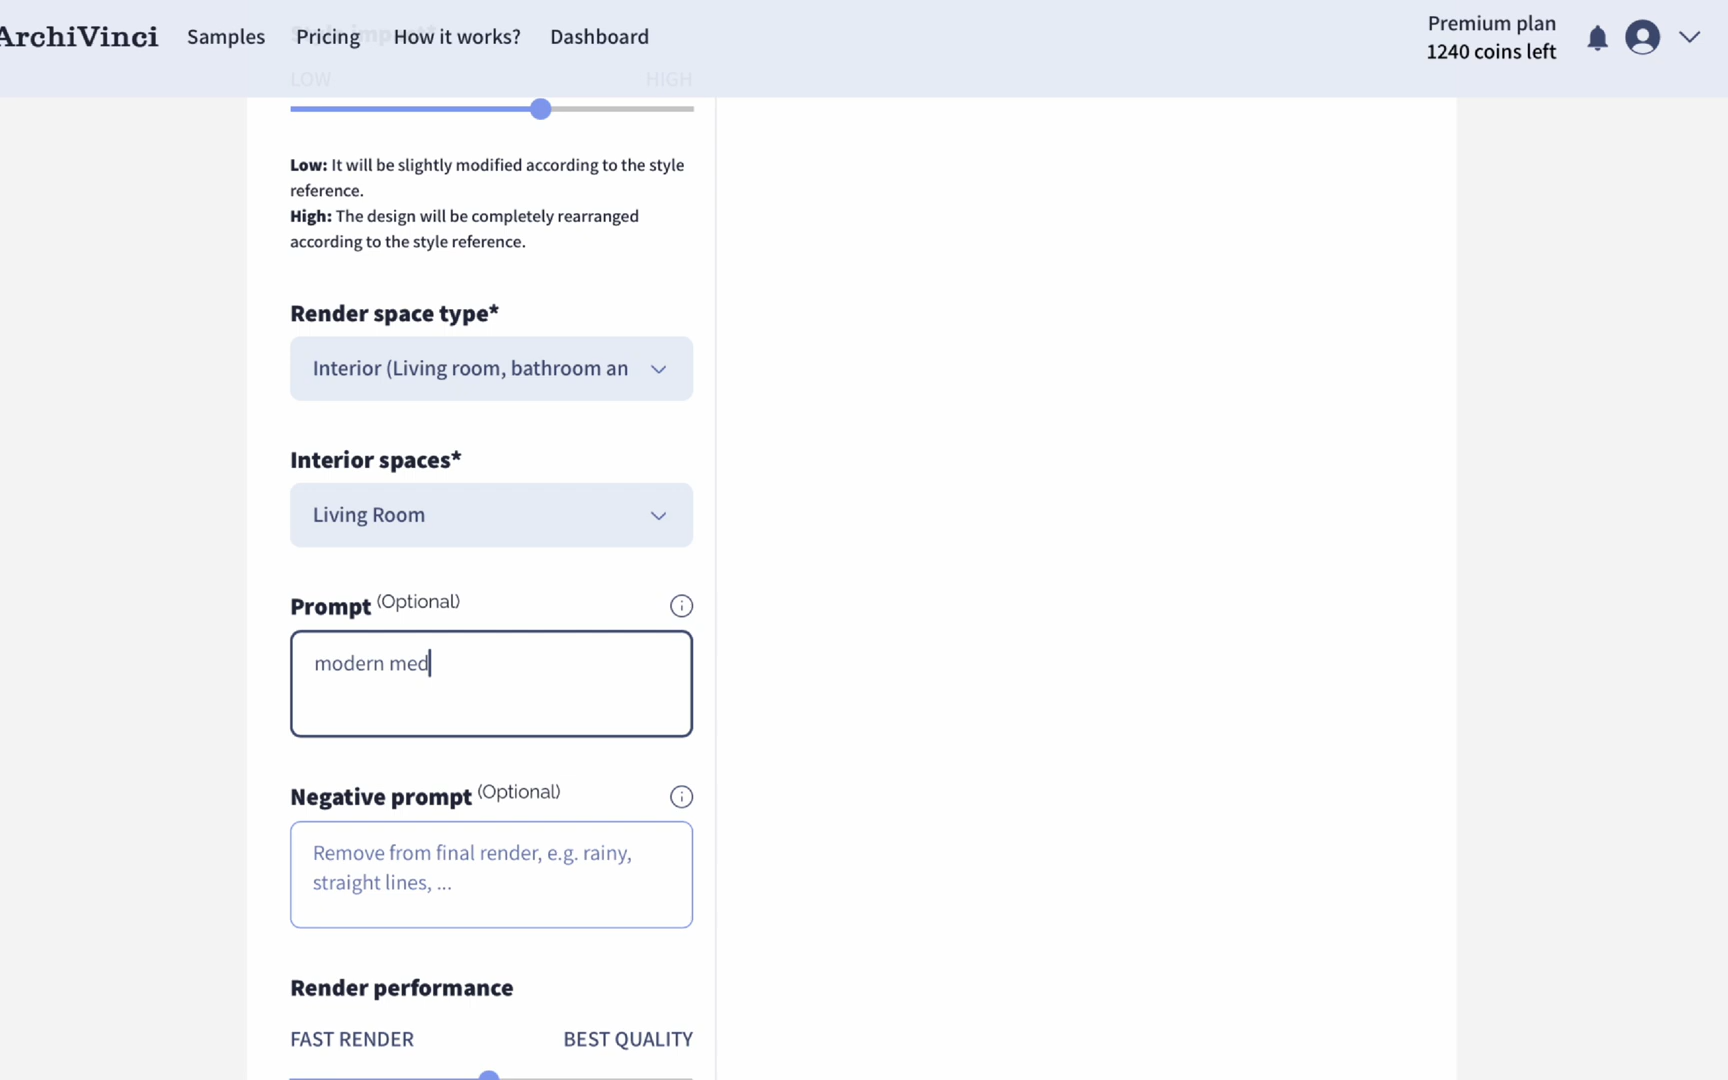 ArchiVinci
Samples
Pricing
How it works?
Dashboard
Premium plan
1240 coins left
Style impact*
LOW
HIGH
Low: It will be slightly modified according to the style
reference.
High: The design will be completely rearranged
according to the style reference.
Render space type*
Interior (Living room, bathroom an
Interior spaces*
Living Room
Prompt (Optional)
modern med
Negative prompt (Optional)
Remove from final render, e.g. rainy,
straight lines, ...
Render performance
FAST RENDER
BEST QUALITY